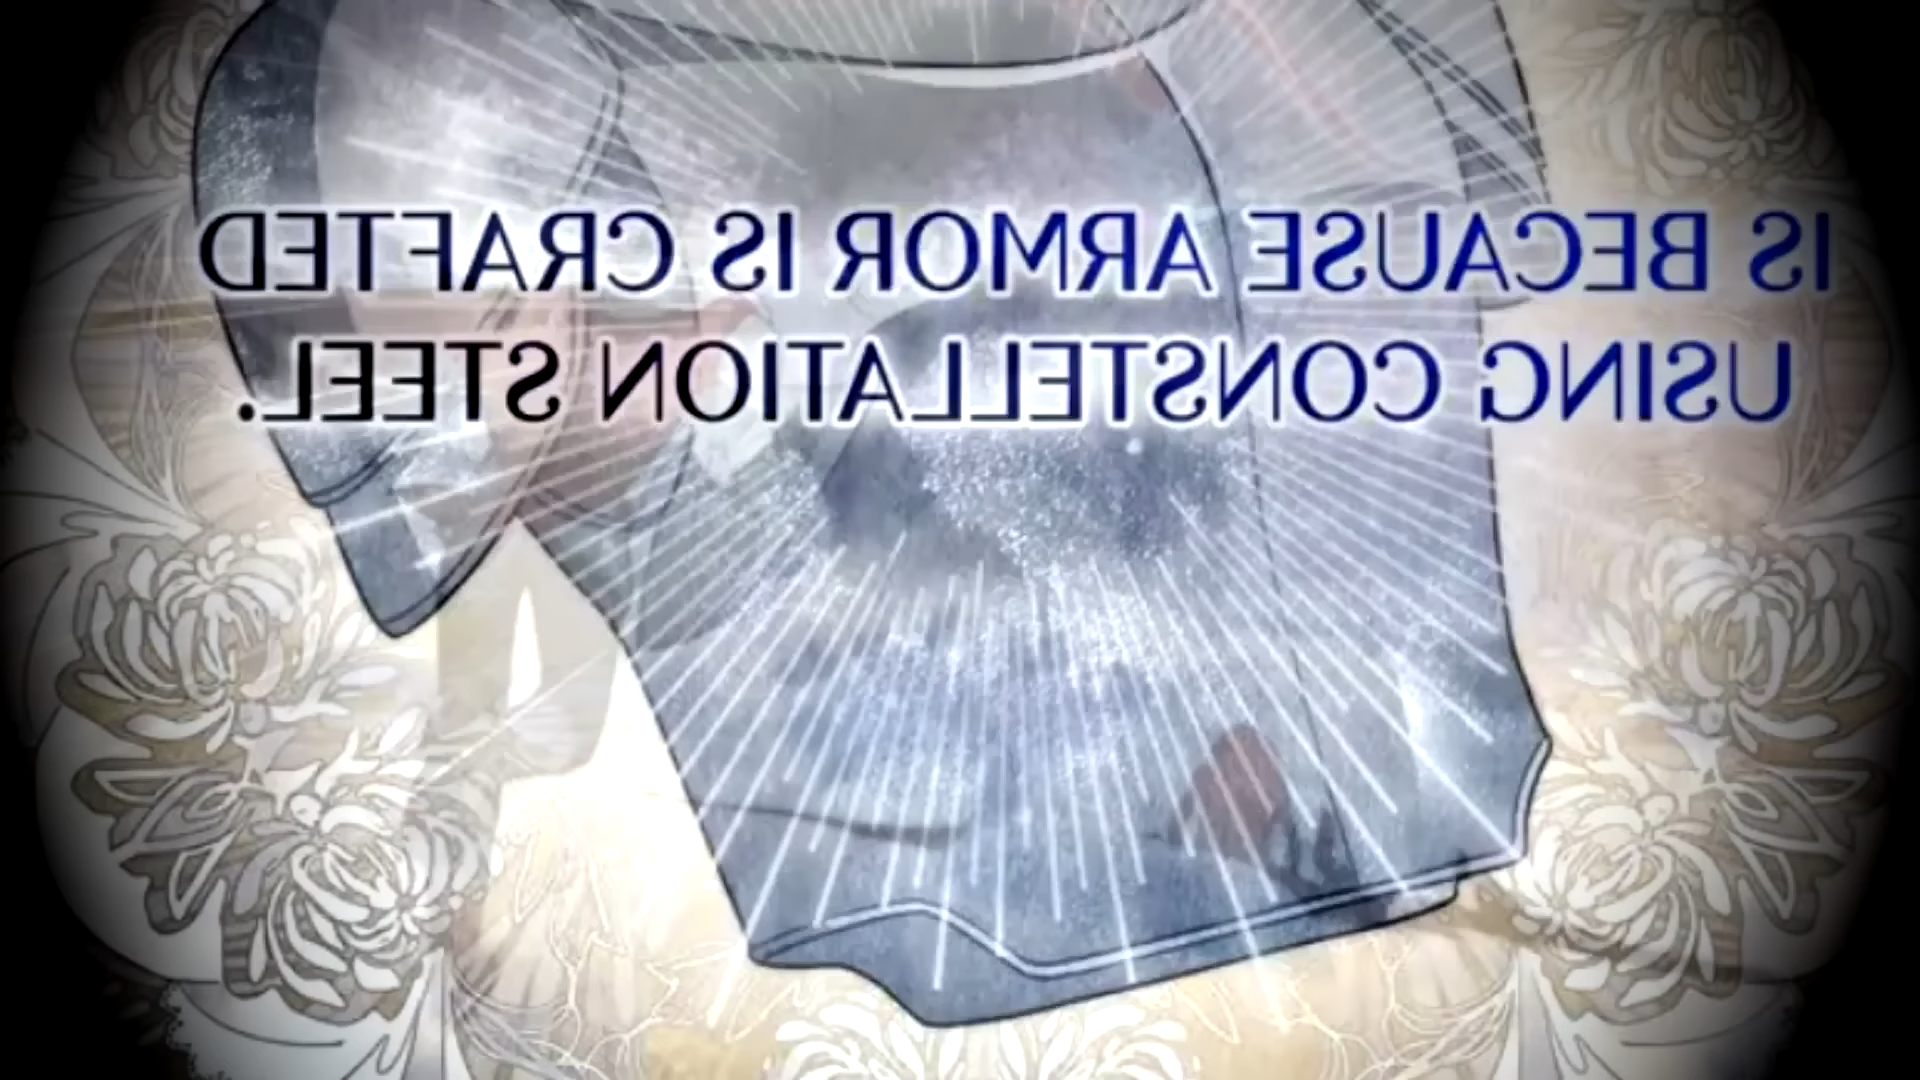 IS BECAUSE ARMOR IS CRAFTED
USING CONSTELLATION STEEL.